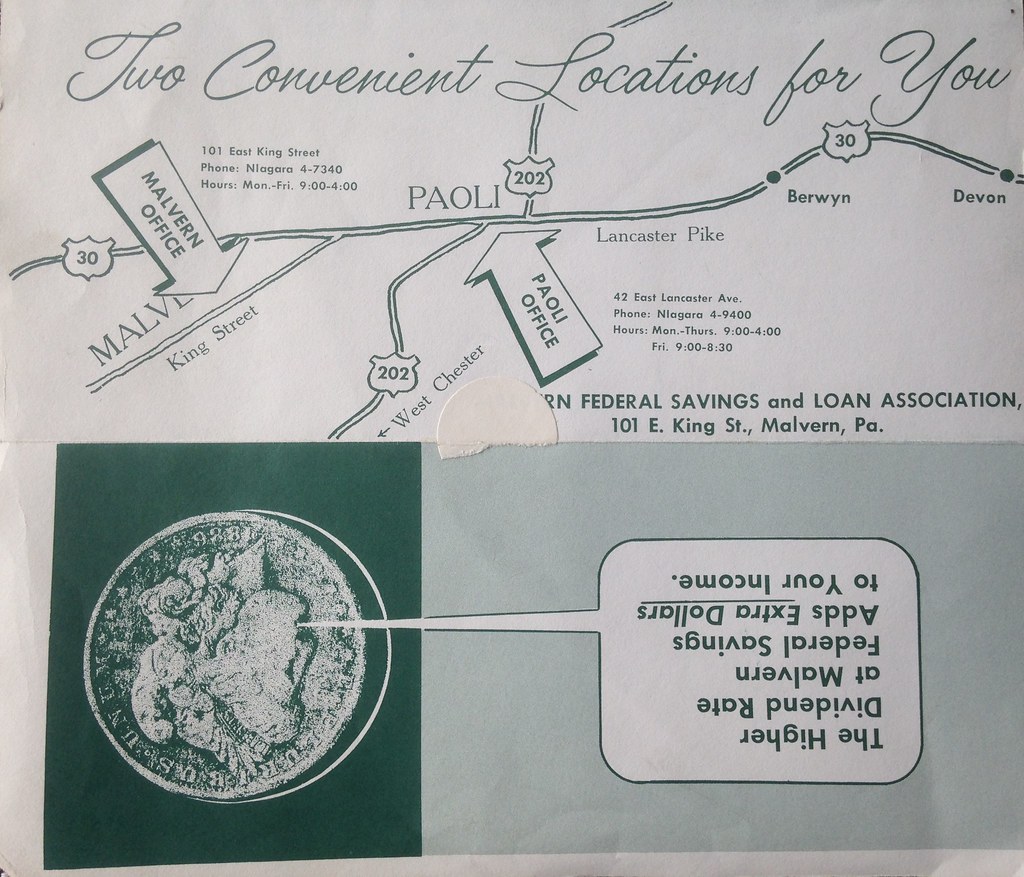 Two Convenient Locations for You
101 East King Street
Phone: NIagara 4-7340
Hours: Mon.-Fri. 9:00-4:00
MALVERN
OFFICE
30
PAOLI
202
30
Berwyn
Devon
Lancaster Pike
MALVE
King Street
202
← West Chester
PAOLI
OFFICE
42 East Lancaster Ave.
Phone: NIagara 4-9400
Hours: Mon.-Thurs. 9:00-4:00
Fri. 9:00-8:30
RN FEDERAL SAVINGS and LOAN ASSOCIATION,
101 E. King St., Malvern, Pa.
The Higher
Dividend Rate
at Malvern
Federal Savings
Adds Extra Dollars
to Your Income.